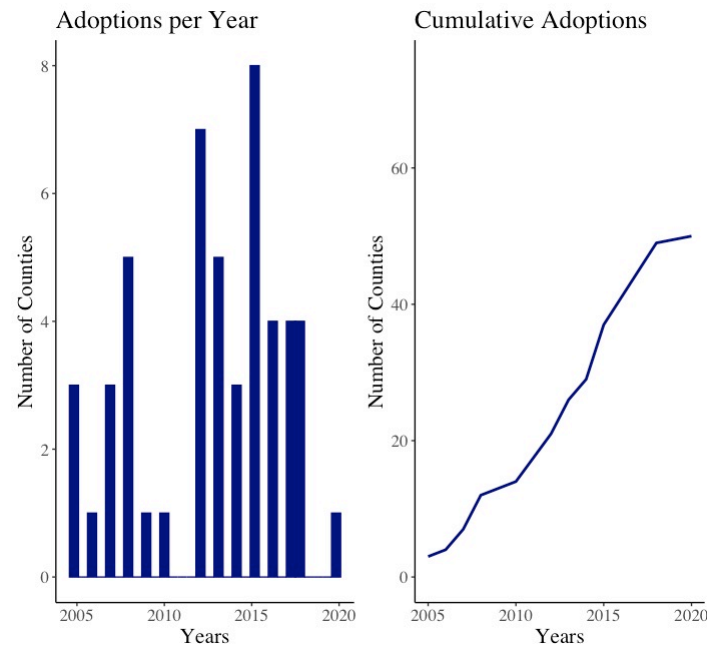 Adoptions per Year
Number of Counties
8
6
4
2
0
2005 2010 2015 2020
Years
Cumulative Adoptions
Number of Counties
60
40
20
0
2005 2010 2015 2020
Years